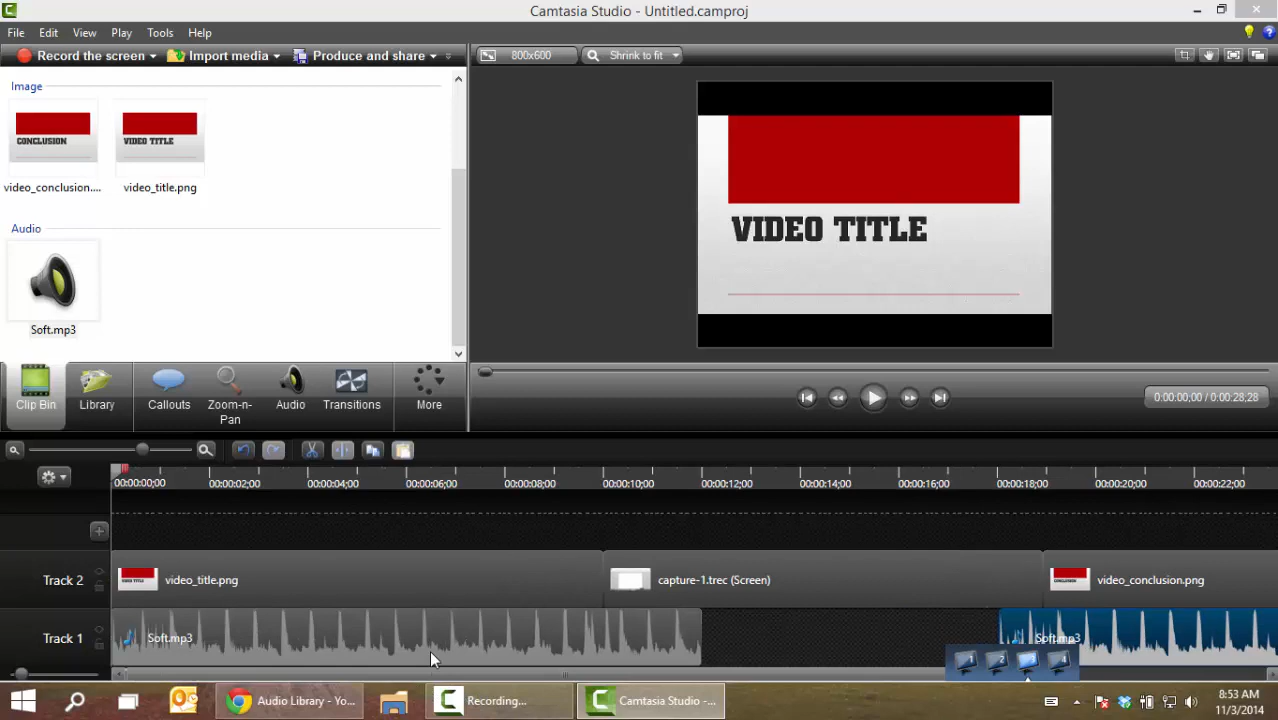 Camtasia Studio - Untitled.camproj
File Edit View Play Tools Help
Record the screen Import media Produce and share
800x600 Shrink to fit
Image
CONCLUSION VIDEO TITLE
video_conclusion.... video_title.png
Audio
Soft.mp3
VIDEO TITLE
Clip Bin Library Callouts Zoom-n-Pan Audio Transitions More
0:00:00;00 / 0:00:28;28
00:00:00;00 00:00:02;00 00:00:04;00 00:00:06;00 00:00:08;00 00:00:10;00 00:00:12;00 00:00:14;00 00:00:16;00 00:00:18;00 00:00:20;00 00:00:22;00
Track 2 video_title.png capture-1.trec (Screen) video_conclusion.png
Track 1 Soft.mp3 Soft.mp3
1 2 3 4
Audio Library - Yo... Recording... Camtasia Studio -...
8:53 AM
11/3/2014